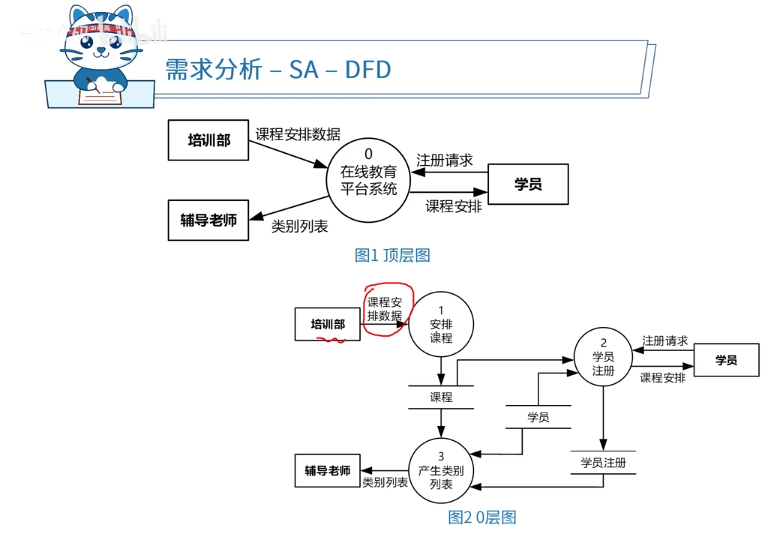 需求分析 – SA – DFD
培训部
课程安排数据
0
在线教育
平台系统
注册请求
学员
课程安排
辅导老师
类别列表
图1 顶层图
培训部
课程安
排数据
1
安排
课程
2
学员
注册
注册请求
学员
课程安排
课程
学员
学员注册
辅导老师
类别列表
3
产生类别
列表
图2 0层图